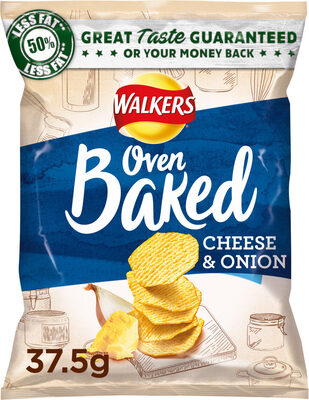 LESS FAT**
50%
LESS FAT**
GREAT Taste GUARANTEED
OR YOUR MONEY BACK
WALKERS
Oven
Baked
CHEESE
& ONION
37.5g